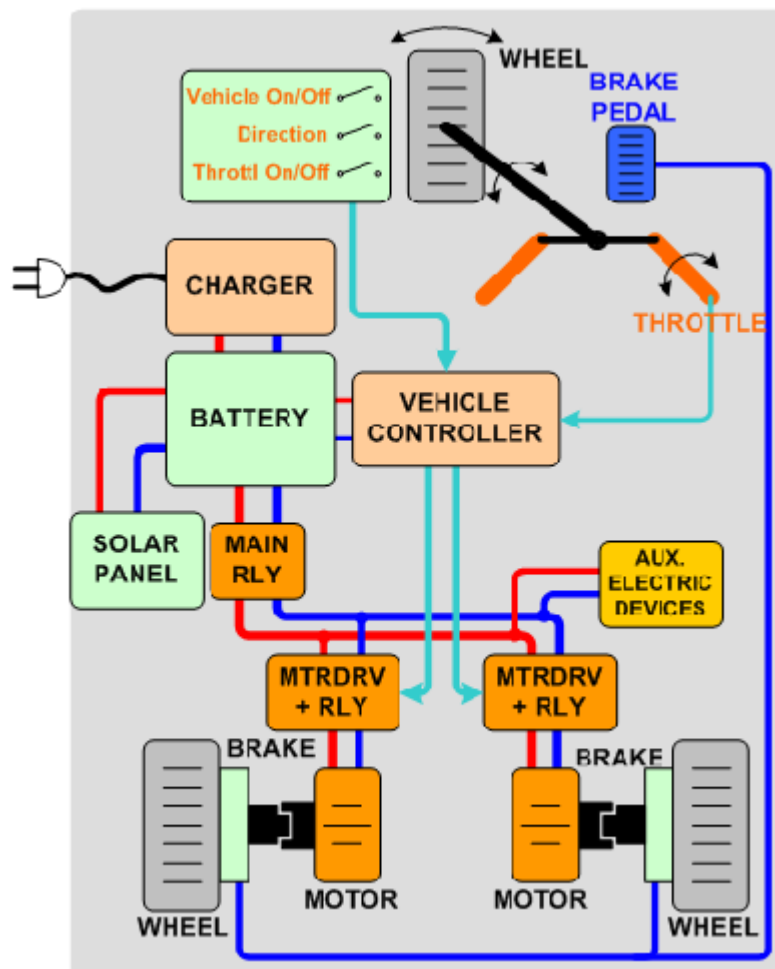 WHEEL
BRAKE
PEDAL
Vehicle On/Off
Direction
Throttl On/Off
CHARGER
THROTTLE
BATTERY
VEHICLE
CONTROLLER
SOLAR
PANEL
MAIN
RLY
AUX.
ELECTRIC
DEVICES
MTRDRV
+ RLY
MTRDRV
+ RLY
BRAKE
BRAKE
MOTOR
MOTOR
WHEEL
WHEEL